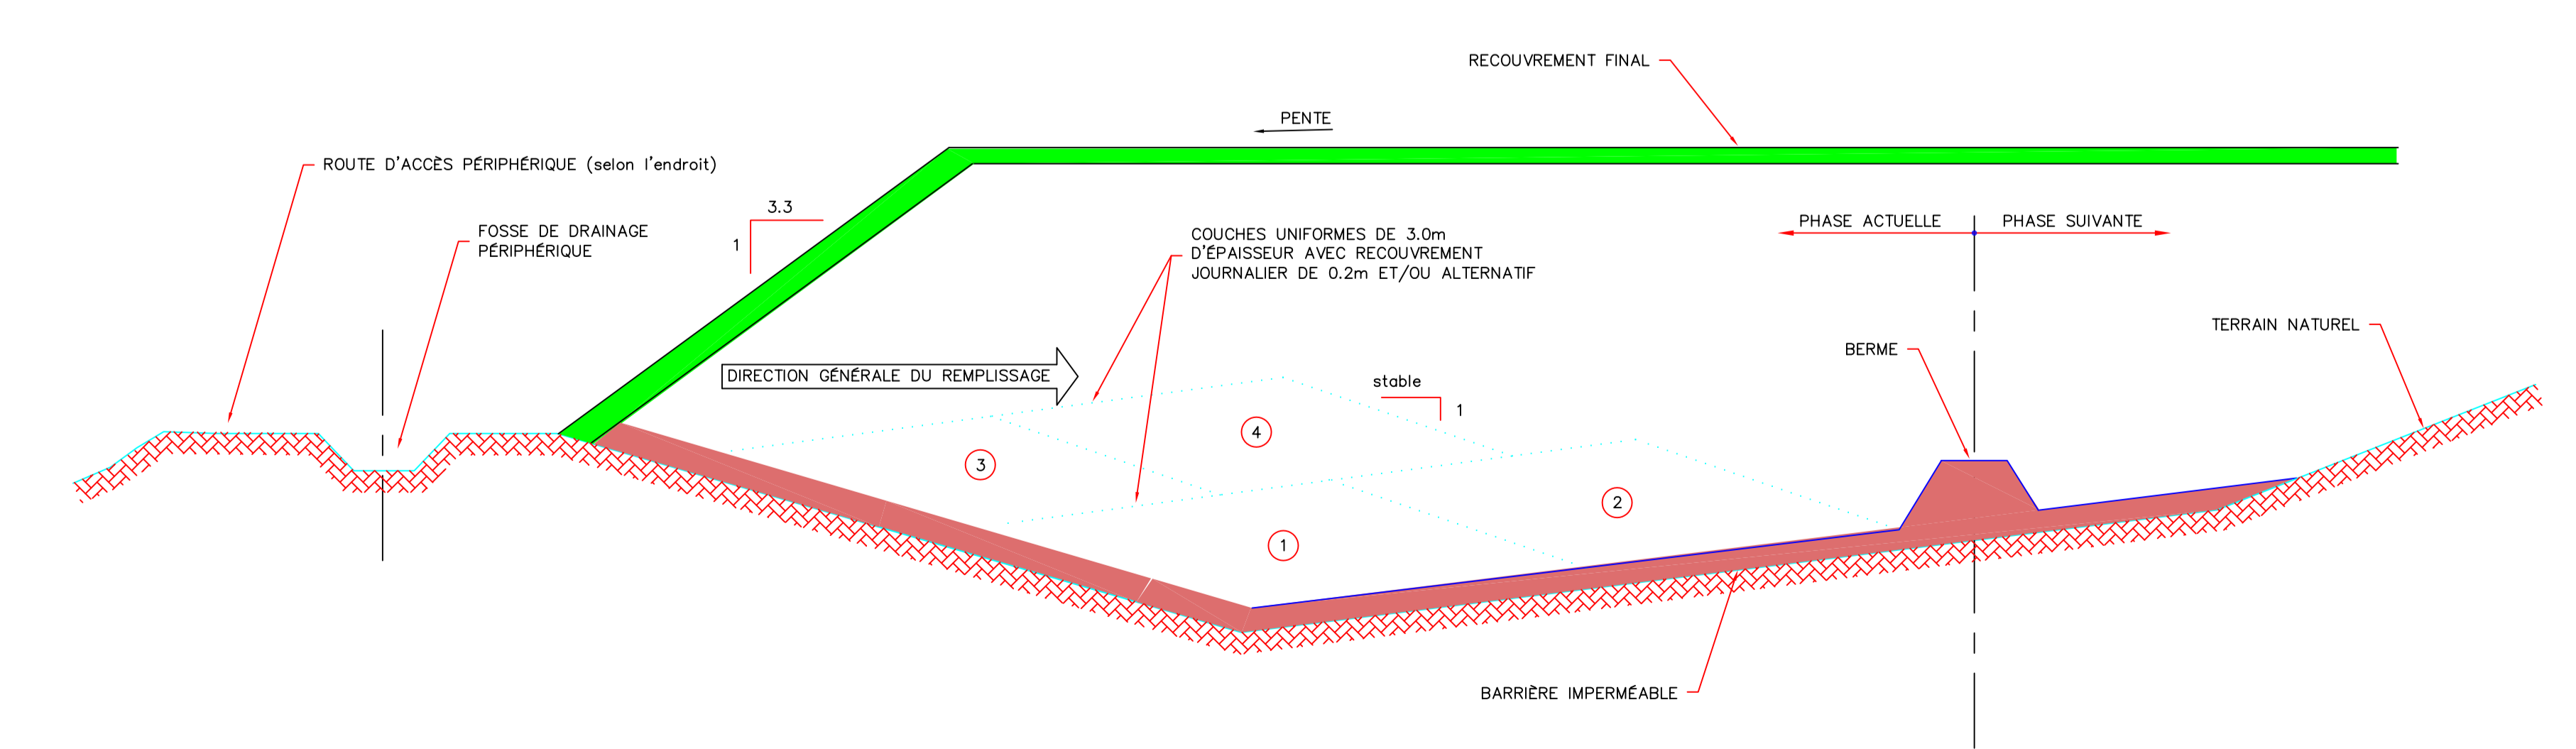 RECOUVREMENT FINAL
PENTE
ROUTE D'ACCÈS PÉRIPHÉRIQUE (selon l'endroit)
3.3
1
FOSSE DE DRAINAGE
PÉRIPHÉRIQUE
COUCHES UNIFORMES DE 3.0m
D'ÉPAISSEUR AVEC RECOUVREMENT
JOURNALIER DE 0.2m ET/OU ALTERNATIF
PHASE ACTUELLE
PHASE SUIVANTE
TERRAIN NATUREL
BERME
DIRECTION GÉNÉRALE DU REMPLISSAGE
stable
1
4
3
2
1
BARRIÈRE IMPERMÉABLE